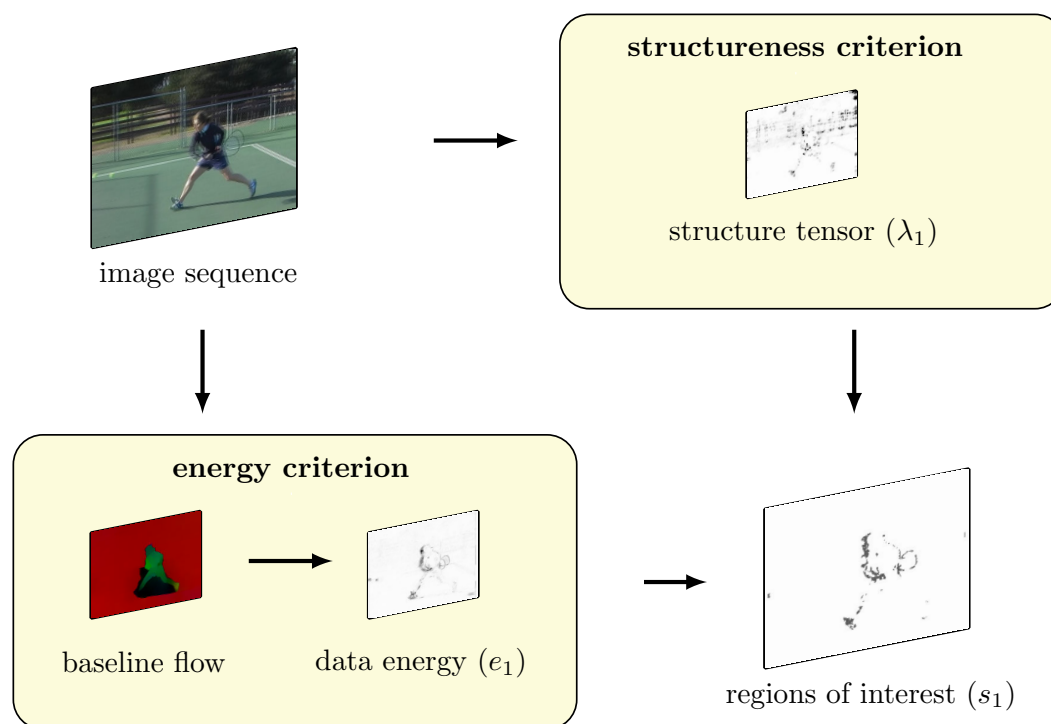 structureness criterion
structure tensor (λ₁)
image sequence
energy criterion
baseline flow
data energy (e₁)
regions of interest (s₁)